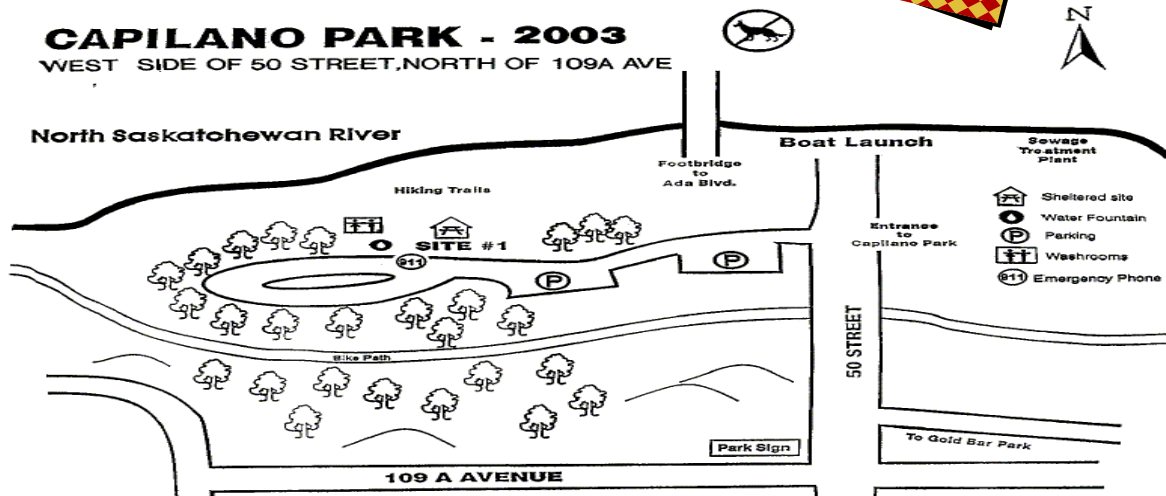 CAPILANO PARK - 2003
WEST SIDE OF 50 STREET,NORTH OF 109A AVE
N
North Saskatchewan River
Boat Launch
Sewage
Treatment
Plant
Footbridge
to
Ada Blvd.
Hiking Trails
Sheltered site
Water Fountain
P Parking
Washrooms
911 Emergency Phone
Entrance
to
Capilano Park
SITE #1
911
P
P
50 STREET
Bike Path
Park Sign
To Gold Bar Park
109 A AVENUE